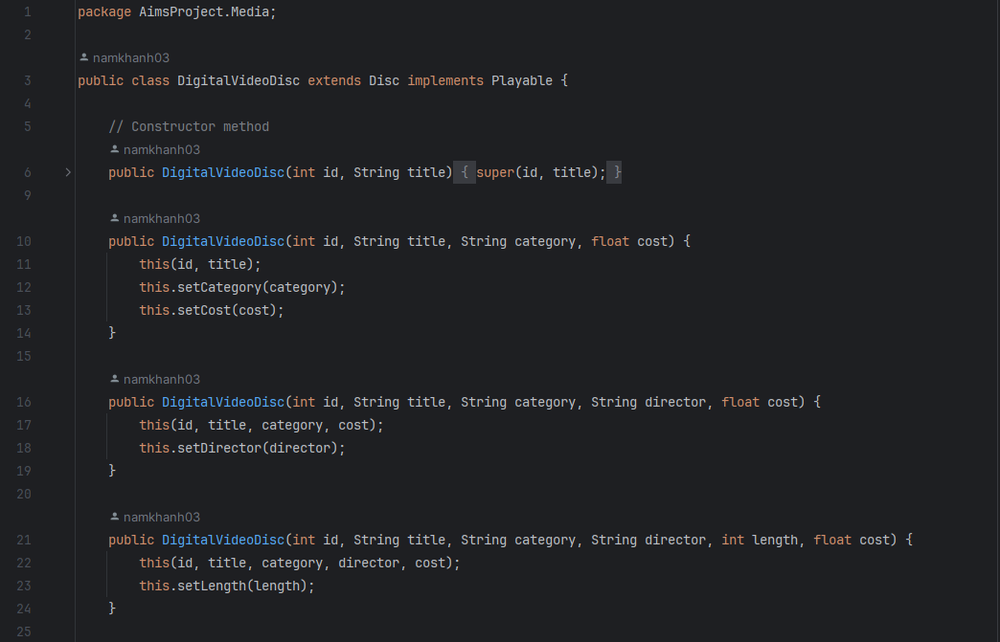 1 package AimsProject.Media;
2
namkhanh03
3 public class DigitalVideoDisc extends Disc implements Playable {
4
5 // Constructor method
namkhanh03
6 public DigitalVideoDisc(int id, String title) { super(id, title); }
9
namkhanh03
10 public DigitalVideoDisc(int id, String title, String category, float cost) {
11 this(id, title);
12 this.setCategory(category);
13 this.setCost(cost);
14 }
15
namkhanh03
16 public DigitalVideoDisc(int id, String title, String category, String director, float cost) {
17 this(id, title, category, cost);
18 this.setDirector(director);
19 }
20
namkhanh03
21 public DigitalVideoDisc(int id, String title, String category, String director, int length, float cost) {
22 this(id, title, category, director, cost);
23 this.setLength(length);
24 }
25